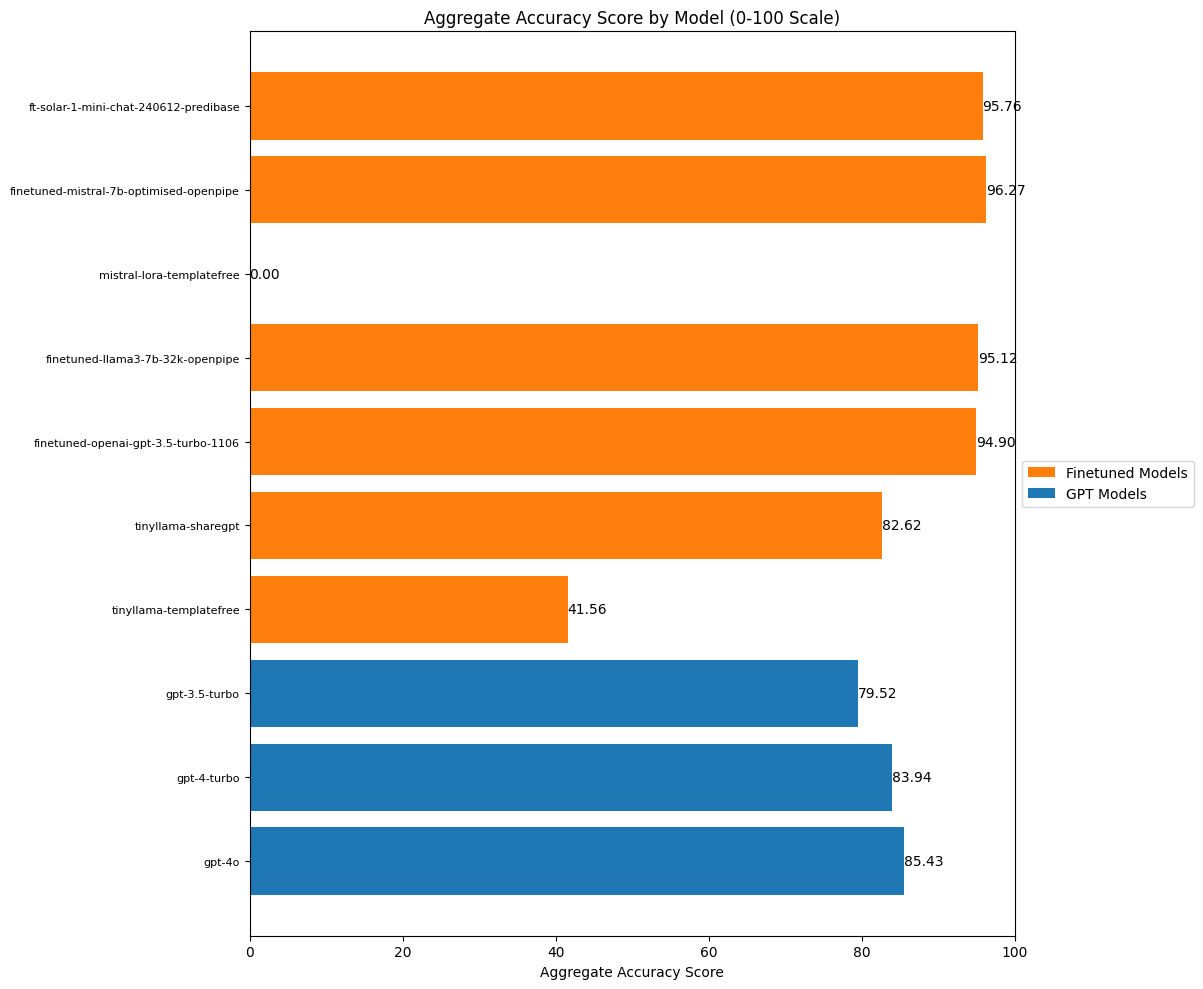 Aggregate Accuracy Score by Model (0-100 Scale)
ft-solar-1-mini-chat-240612-predibase
95.76
finetuned-mistral-7b-optimised-openpipe
96.27
mistral-lora-templatefree
0.00
finetuned-llama3-7b-32k-openpipe
95.12
finetuned-openai-gpt-3.5-turbo-1106
94.90
Finetuned Models
GPT Models
tinyllama-sharegpt
82.62
tinyllama-templatefree
41.56
gpt-3.5-turbo
79.52
gpt-4-turbo
83.94
gpt-4o
85.43
0 20 40 60 80 100
Aggregate Accuracy Score